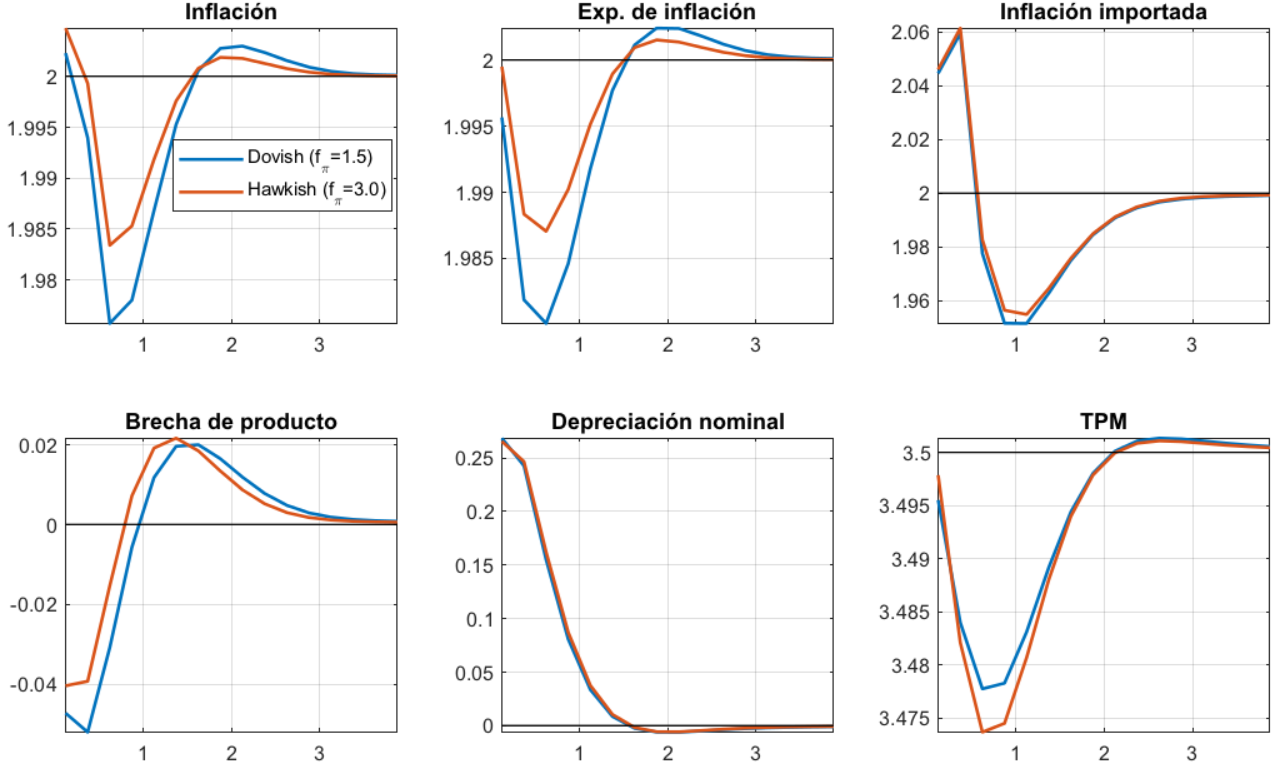 Inflación
2
1.995
1.99
1.985
1.98
Dovish (fπ=1.5)
Hawkish (fπ=3.0)
1 2 3
Exp. de inflación
2
1.995
1.99
1.985
1 2 3
Inflación importada
2.06
2.04
2.02
2
1.98
1.96
1 2 3
Brecha de producto
0.02
0
-0.02
-0.04
1 2 3
Depreciación nominal
0.25
0.2
0.15
0.1
0.05
0
1 2 3
TPM
3.5
3.495
3.49
3.485
3.48
3.475
1 2 3